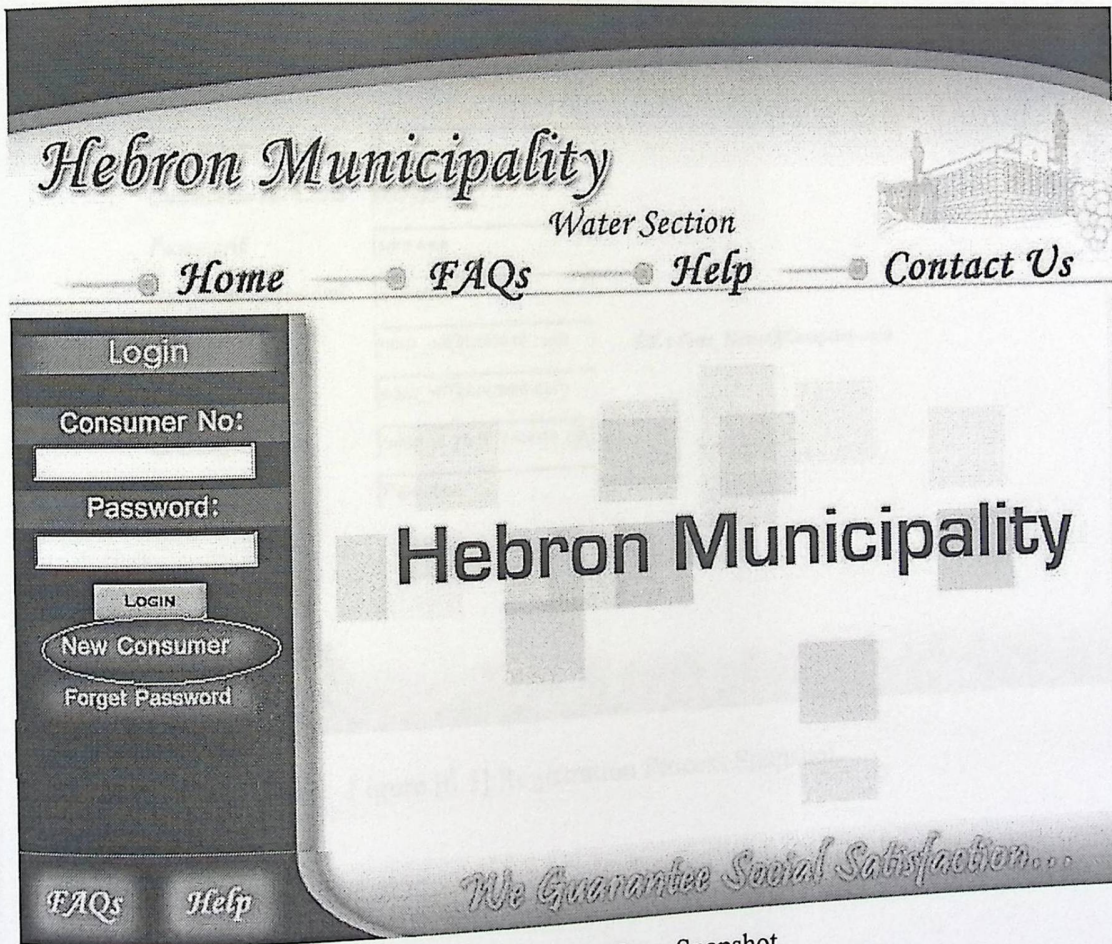 Hebron Municipality
Water Section
Home FAQs Help Contact Us
Login
Consumer No:
Password:
LOGIN
New Consumer
Forget Password
FAQs Help
Hebron Municipality
We Guarantee Social Satisfaction...
Snapshot